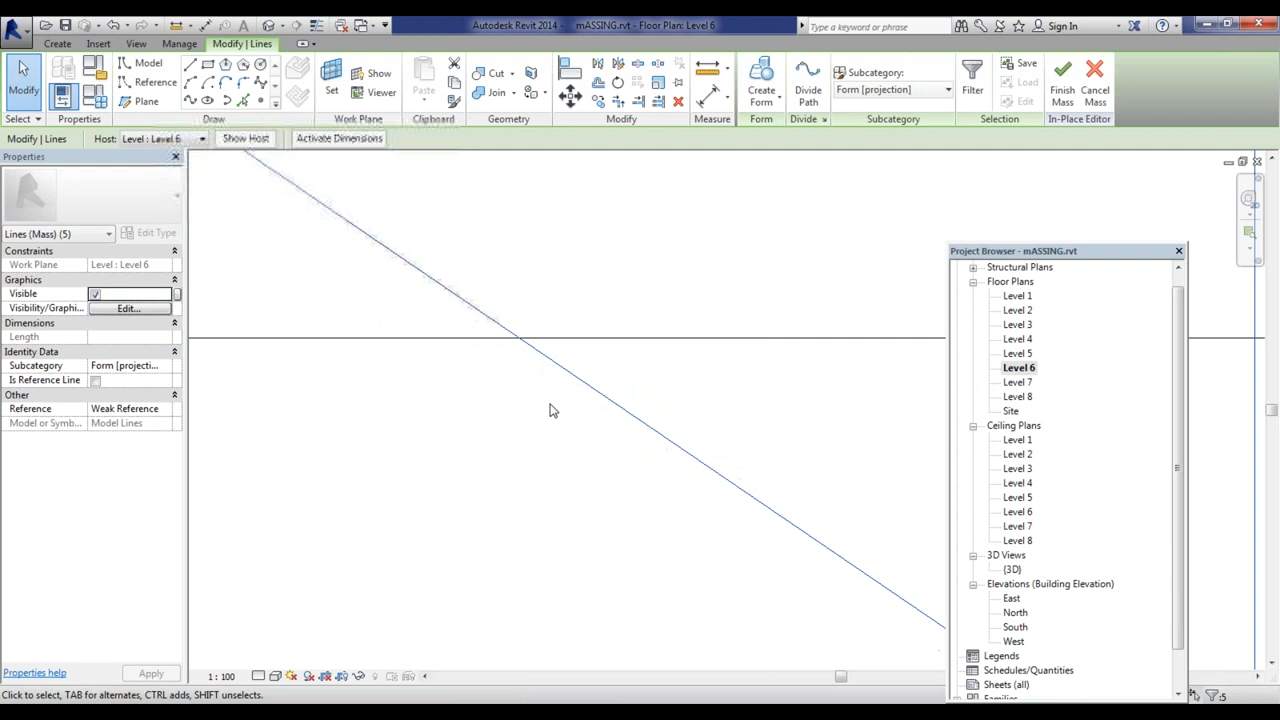 Autodesk Revit 2014 - mASSING.rvt - Floor Plan: Level 6
Type a keyword or phrase
Sign In
Create
Insert
View
Manage
Modify | Lines
Modify
Model
Reference
Plane
Set
Show
Viewer
Paste
Cut
Join
Create Form
Divide Path
Subcategory:
Form [projection]
Filter
Save
Load
Edit
Finish Mass
Cancel Mass
Select
Properties
Draw
Work Plane
Clipboard
Geometry
Modify
Measure
Form
Divide
Subcategory
Selection
In-Place Editor
Modify | Lines
Host: Level : Level 6
Show Host
Activate Dimensions
Properties
Lines (Mass) (5)
Edit Type
Constraints
Work Plane Level : Level 6
Graphics
Visible
Visibility/Graphi... Edit...
Dimensions
Length
Identity Data
Subcategory Form [projecti...
Is Reference Line
Other
Reference Weak Reference
Model or Symb... Model Lines
Properties help
Apply
Project Browser - mASSING.rvt
Structural Plans
Floor Plans
Level 1
Level 2
Level 3
Level 4
Level 5
Level 6
Level 7
Level 8
Site
Ceiling Plans
Level 1
Level 2
Level 3
Level 4
Level 5
Level 6
Level 7
Level 8
3D Views
{3D}
Elevations (Building Elevation)
East
North
South
West
Legends
Schedules/Quantities
Sheets (all)
Families
1 : 100
Click to select, TAB for alternates, CTRL adds, SHIFT unselects.
:5